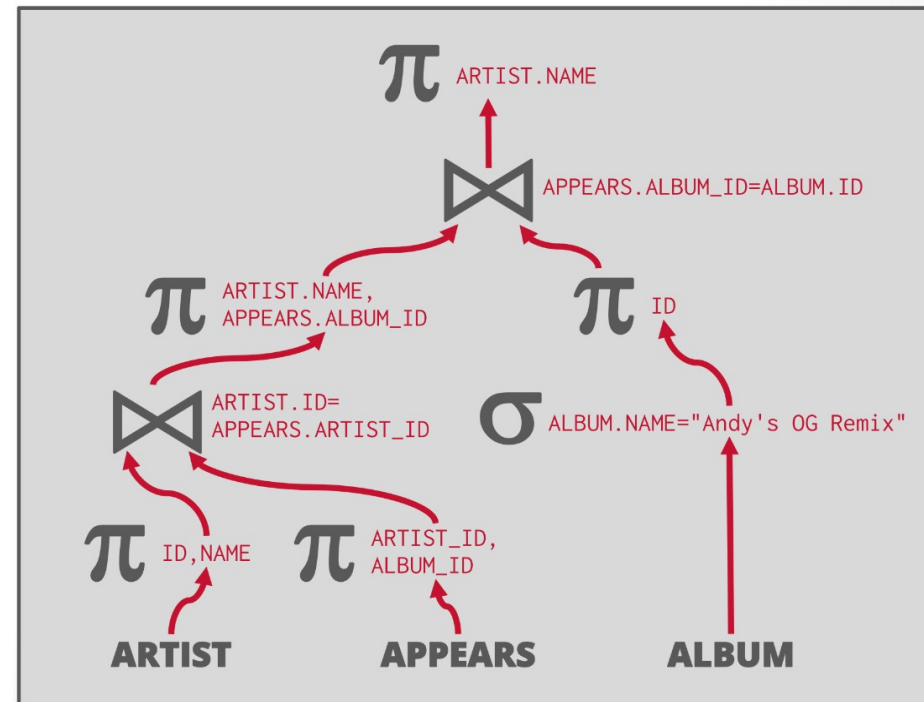 π ARTIST.NAME
⋈ APPEARS.ALBUM_ID=ALBUM.ID
π ARTIST.NAME,
APPEARS.ALBUM_ID
π ID
⋈ ARTIST.ID=
APPEARS.ARTIST_ID
σ ALBUM.NAME="Andy's OG Remix"
π ID,NAME
π ARTIST_ID,
ALBUM_ID
ARTIST
APPEARS
ALBUM